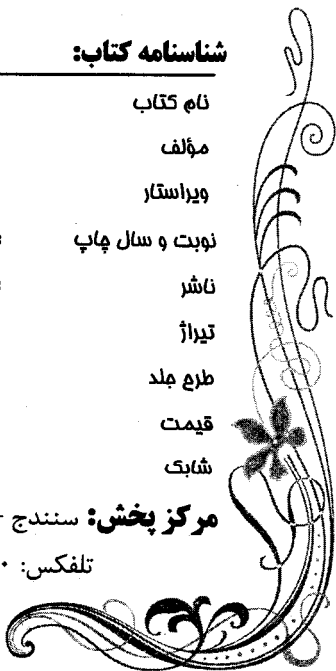 شناسنامه کتاب:
نام کتاب
مؤلف
ویراستار
نوبت و سال چاپ :
ناشر :
تیراژ
طرح جلد
قیمت
شابک
مرکز پخش: سنندج -
تلفکس: ۰